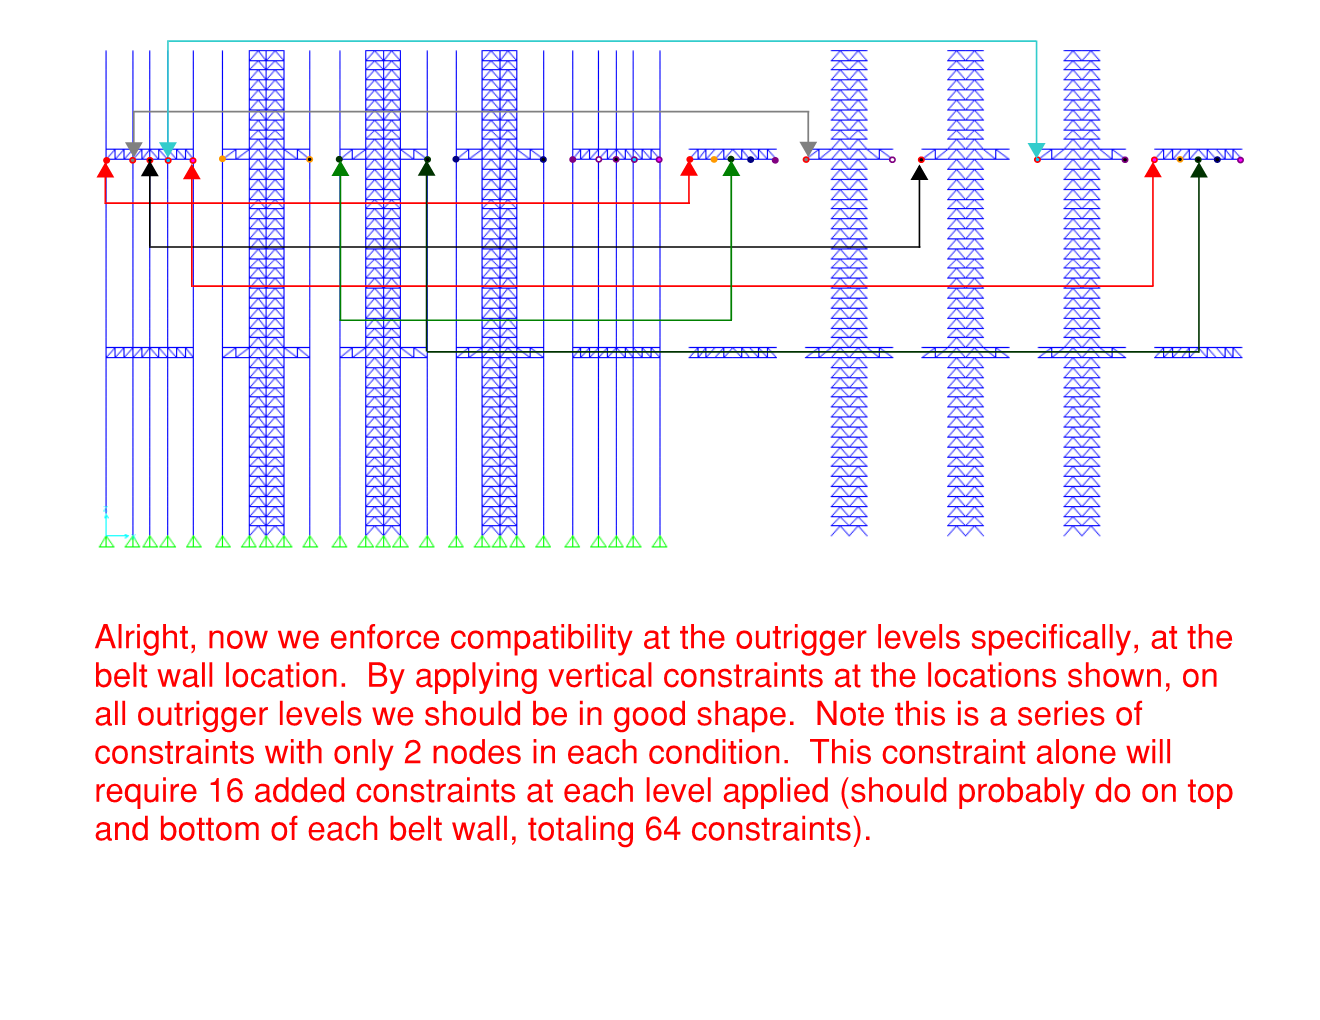 Alright, now we enforce compatibility at the outrigger levels specifically, at the
belt wall location.  By applying vertical constraints at the locations shown, on
all outrigger levels we should be in good shape.  Note this is a series of
constraints with only 2 nodes in each condition.  This constraint alone will
require 16 added constraints at each level applied (should probably do on top
and bottom of each belt wall, totaling 64 constraints).